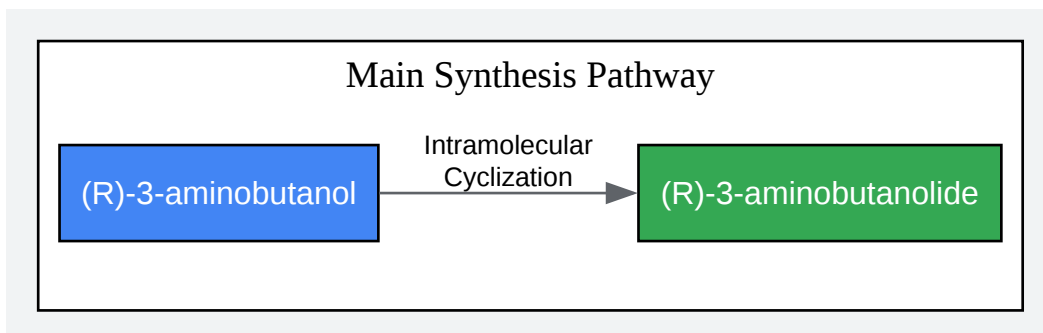 Main Synthesis Pathway
(R)-3-aminobutanol
Intramolecular
Cyclization
(R)-3-aminobutanolide